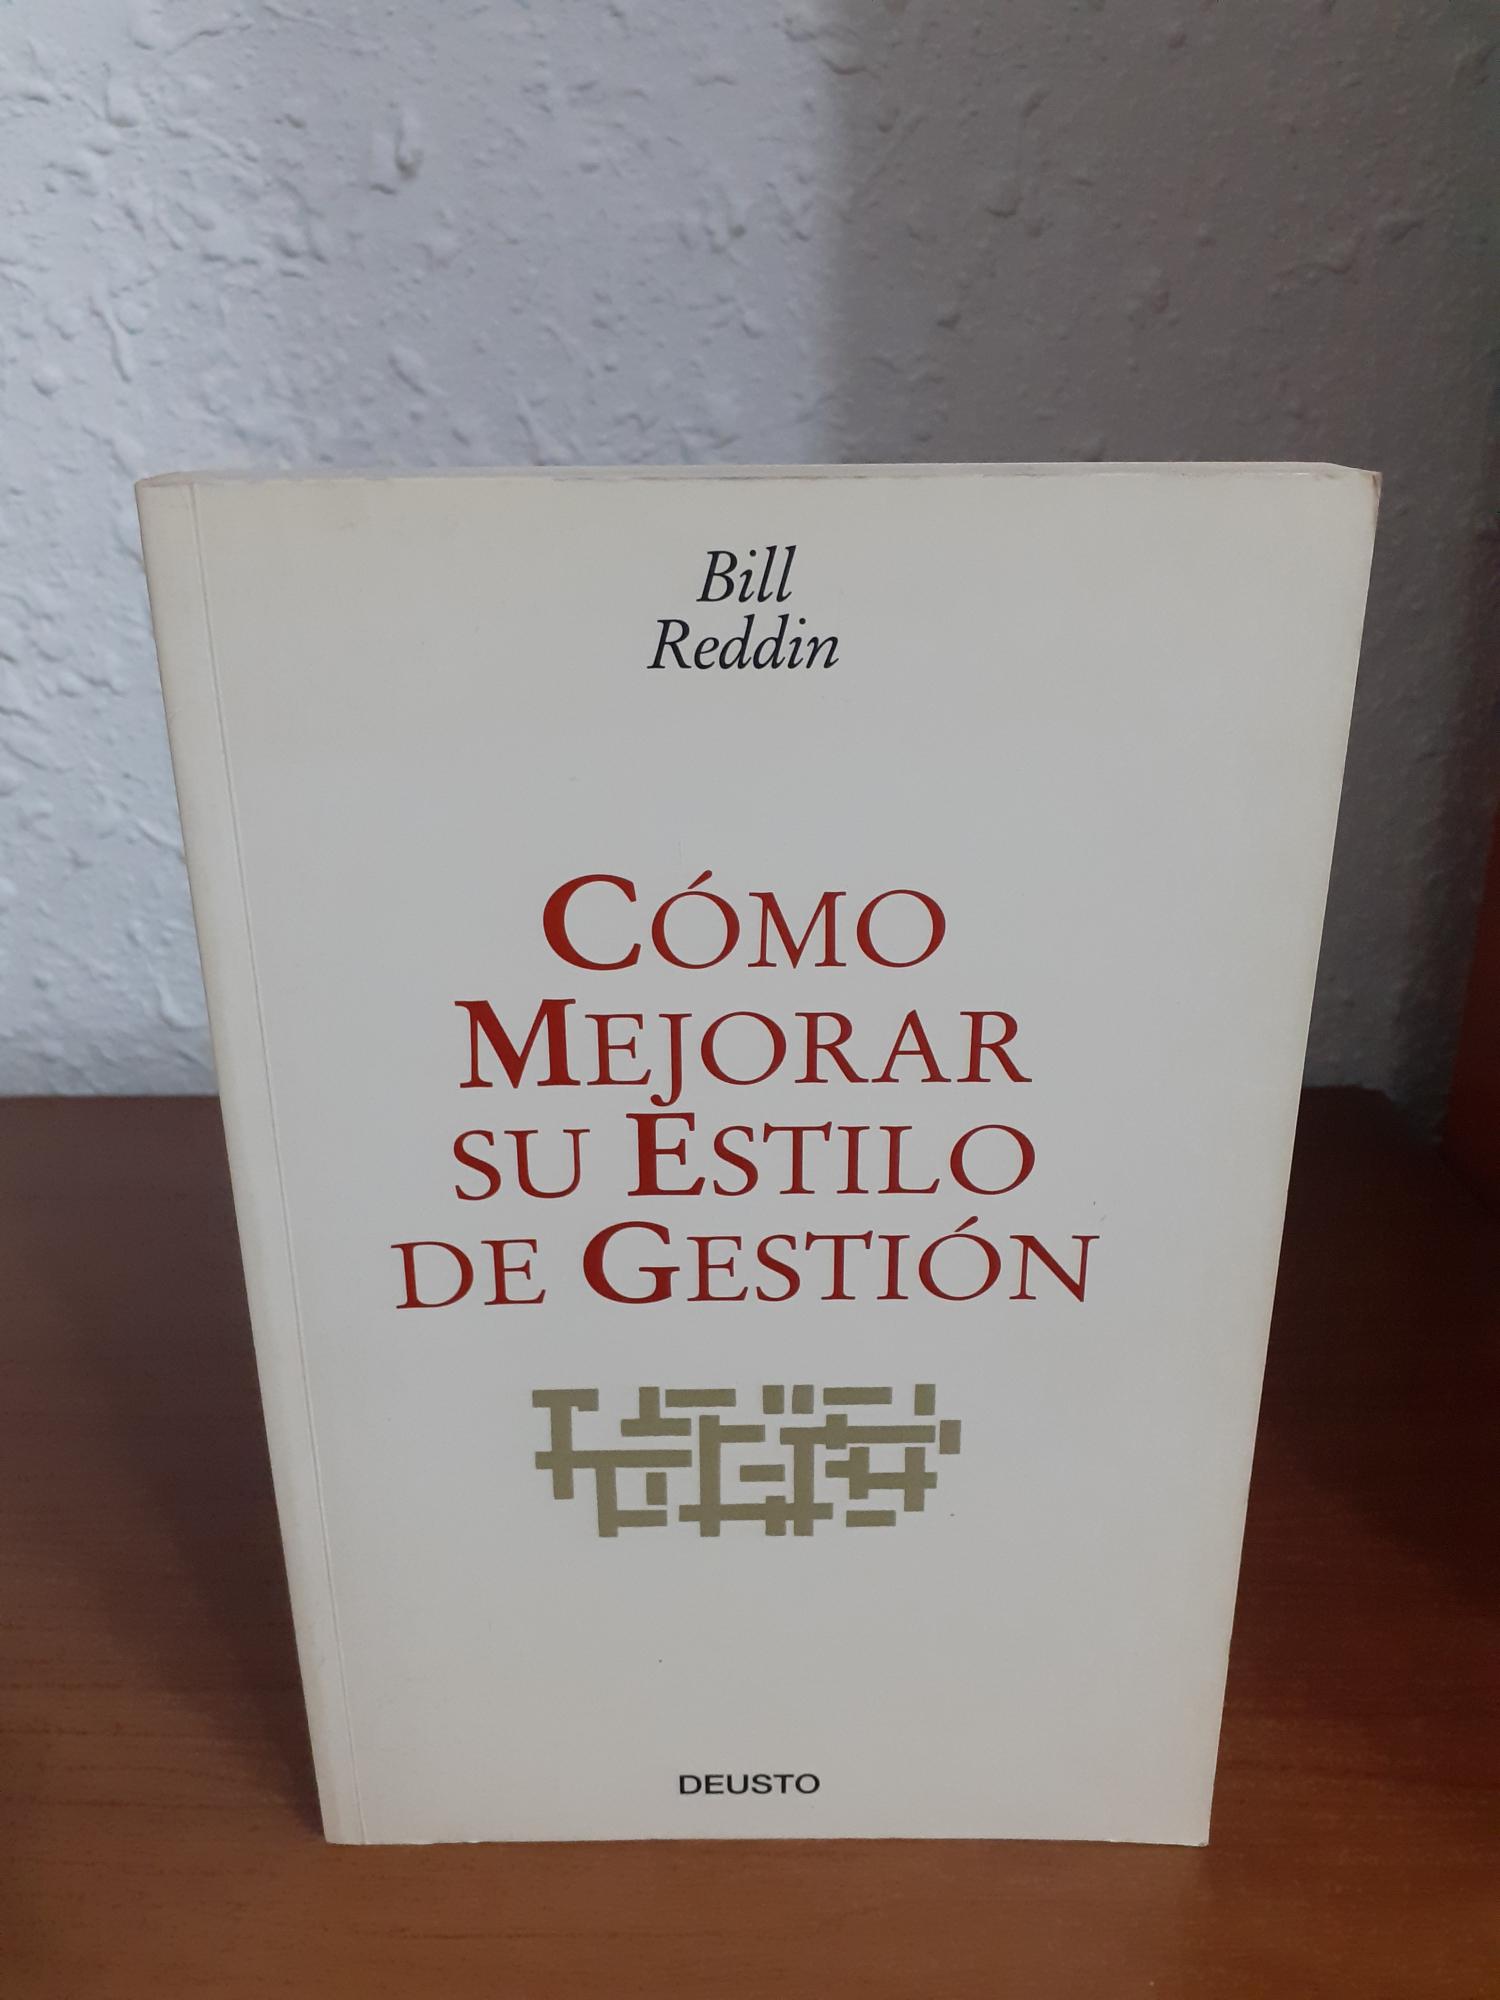 Bill
Reddin
CÓMO
MEJORAR
SU ESTILO
DE GESTIÓN
DEUSTO